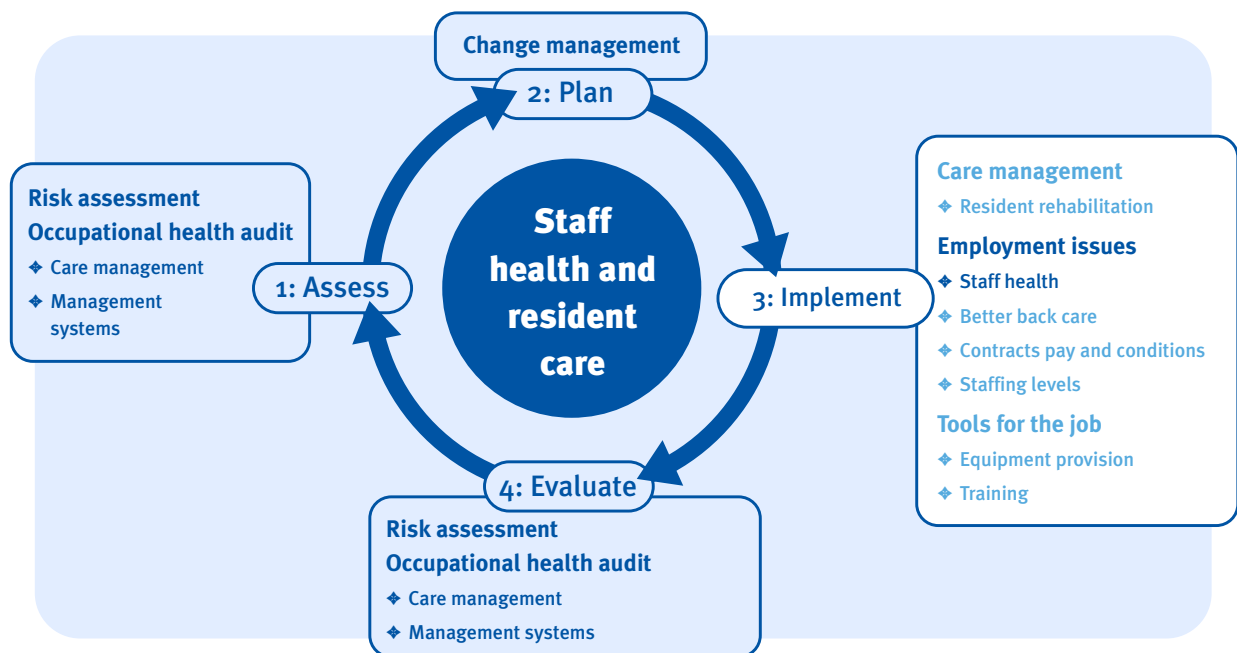 Change management
2: Plan
Risk assessment
Occupational health audit
❖ Care management
❖ Management
systems
1: Assess
Staff
health and
resident
care
3: Implement
Care management
❖ Resident rehabilitation
Employment issues
❖ Staff health
❖ Better back care
❖ Contracts pay and conditions
❖ Staffing levels
Tools for the job
❖ Equipment provision
❖ Training
4: Evaluate
Risk assessment
Occupational health audit
❖ Care management
❖ Management systems